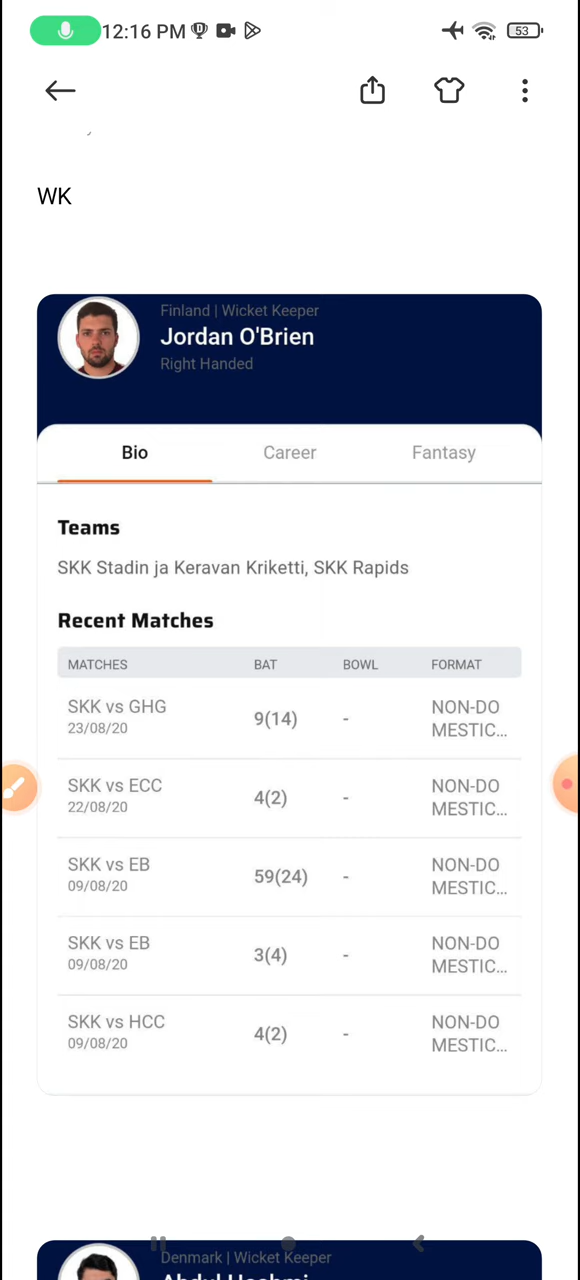 12:16 PM
53
WK
Finland | Wicket Keeper
Jordan O'Brien
Right Handed
Bio Career Fantasy
Teams
SKK Stadin ja Keravan Kriketti, SKK Rapids
Recent Matches
MATCHES BAT BOWL FORMAT
SKK vs GHG 9(14) - NON-DO
23/08/20 MESTIC...
SKK vs ECC 4(2) - NON-DO
22/08/20 MESTIC...
SKK vs EB 59(24) - NON-DO
09/08/20 MESTIC...
SKK vs EB 3(4) - NON-DO
09/08/20 MESTIC...
SKK vs HCC 4(2) - NON-DO
09/08/20 MESTIC...
Denmark | Wicket Keeper